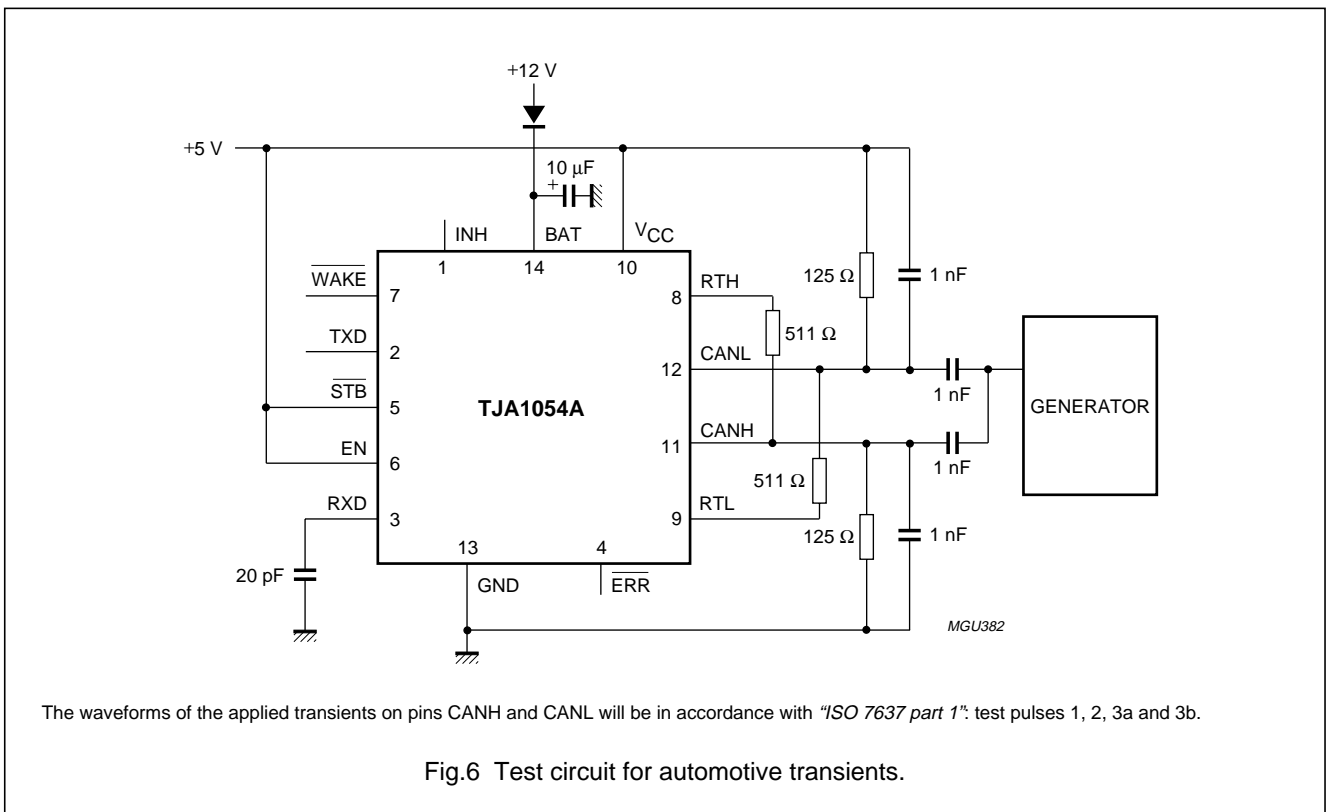 +12 V
+5 V
10 μF
+
INH
BAT
VCC
1
14
10
WAKE
7
TXD
2
STB
5
EN
6
RXD
3
20 pF
TJA1054A
13
GND
4
ERR
RTH
8
511 Ω
CANL
12
CANH
11
511 Ω
RTL
9
125 Ω
1 nF
1 nF
1 nF
125 Ω
1 nF
GENERATOR
MGU382
The waveforms of the applied transients on pins CANH and CANL will be in accordance with “ISO 7637 part 1”: test pulses 1, 2, 3a and 3b.
Fig.6 Test circuit for automotive transients.